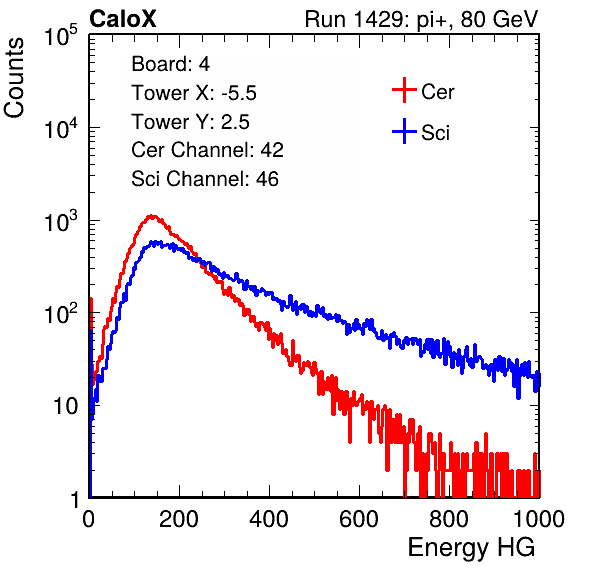 CaloX Run 1429: pi+, 80 GeV
Counts
Board: 4
Tower X: -5.5
Tower Y: 2.5
Cer Channel: 42
Sci Channel: 46
Cer
Sci
10^5
10^4
10^3
10^2
10
1
0 200 400 600 800 1000
Energy HG